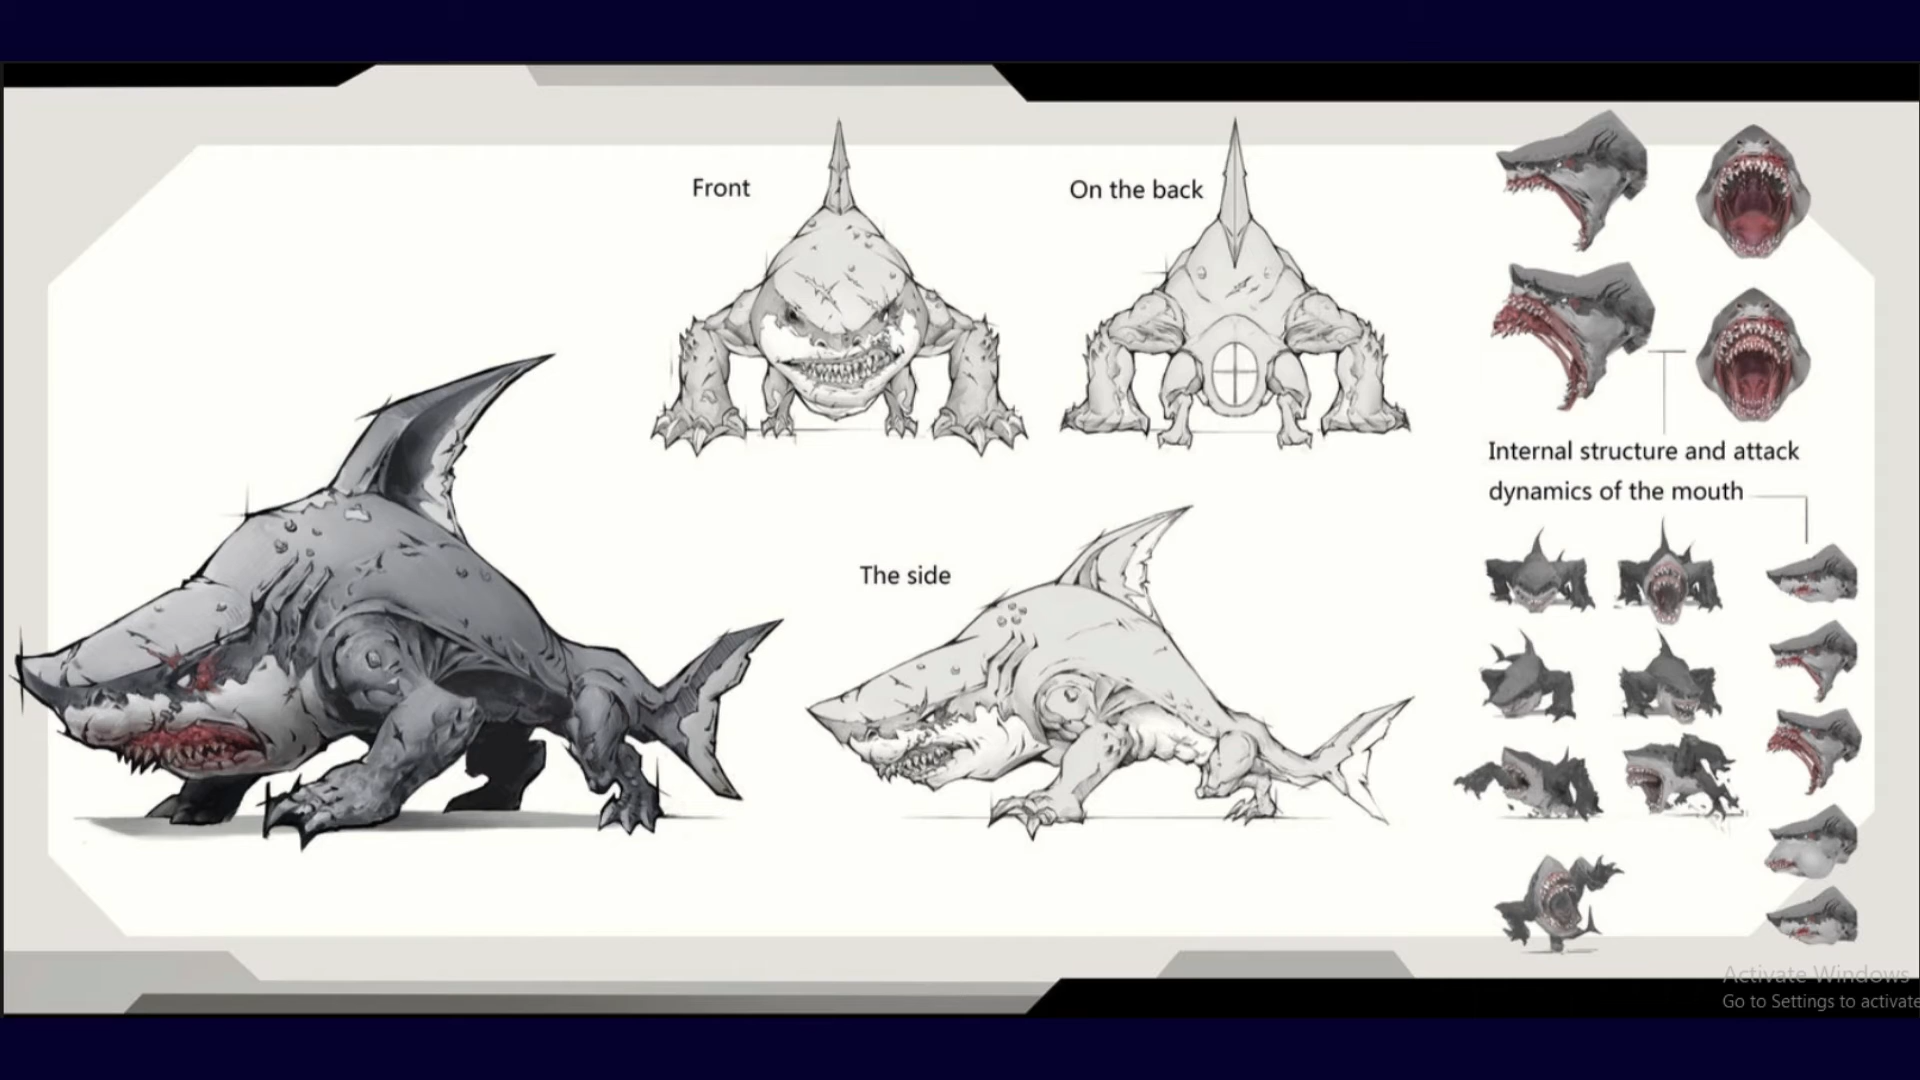 Front
On the back
The side
Internal structure and attack
dynamics of the mouth
Activate Windows
Go to Settings to activate